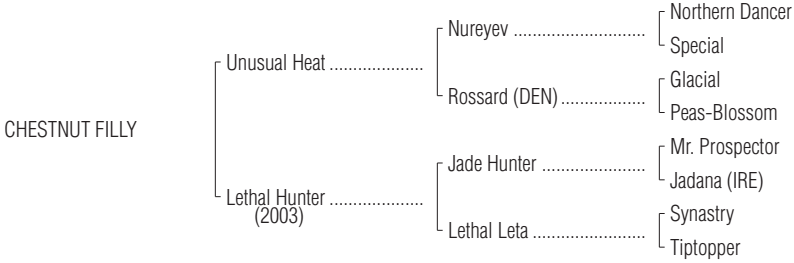 Northern Dancer
Nureyev ............................
Special
Unusual Heat ....................
Glacial
Rossard (DEN) ..................
Peas-Blossom
CHESTNUT FILLY
Mr. Prospector
Jade Hunter ......................
Jadana (IRE)
Lethal Hunter ....................
(2003)
Synastry
Lethal Leta ........................
Tiptopper